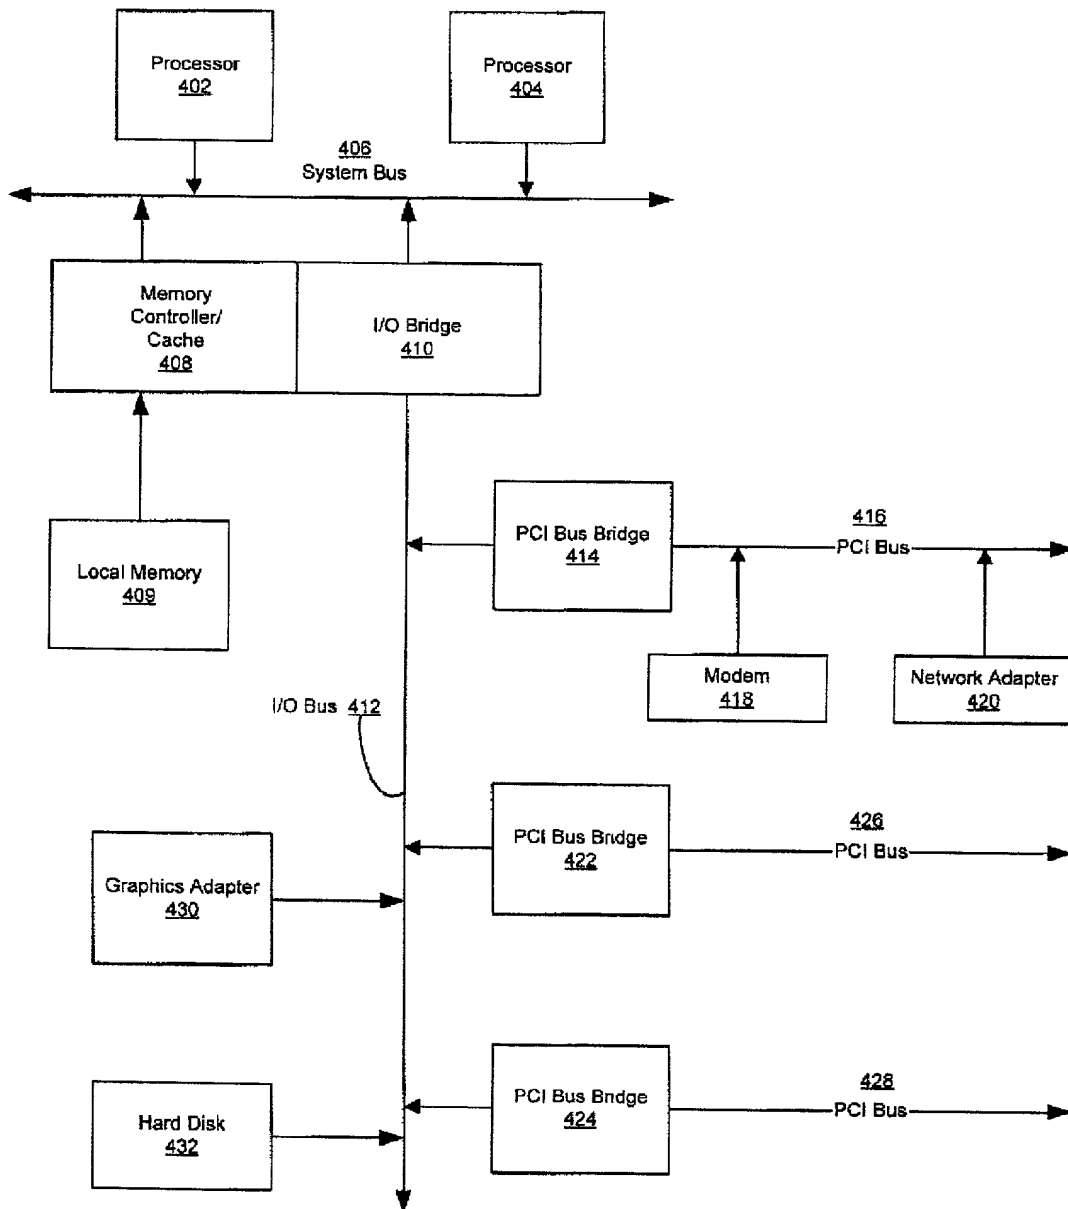 Processor
402
Processor
404
406
System Bus
Memory
Controller/
Cache
408
I/O Bridge
410
Local Memory
409
PCI Bus Bridge
414
416
PCI Bus
Modem
418
Network Adapter
420
I/O Bus 412
PCI Bus Bridge
422
426
PCI Bus
Graphics Adapter
430
PCI Bus Bridge
424
428
PCI Bus
Hard Disk
432